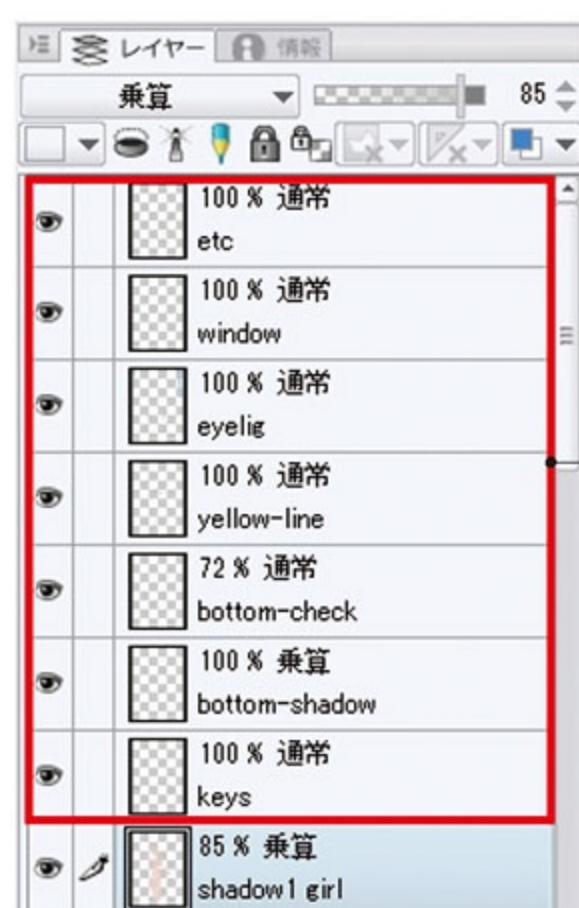 レイヤー 情報
乗算 85
100 % 通常
etc
100 % 通常
window
100 % 通常
eyelig
100 % 通常
yellow-line
72 % 通常
bottom-check
100 % 乗算
bottom-shadow
100 % 通常
keys
85 % 乗算
shadow1 girl